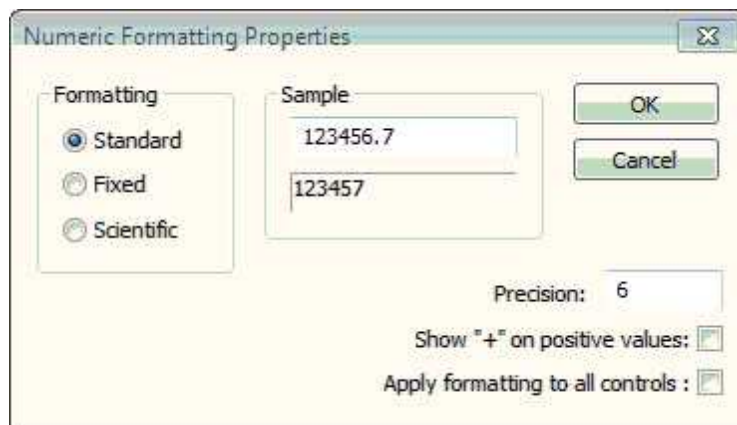 Numeric Formatting Properties
Formatting
Standard
Fixed
Scientific
Sample
123456.7
123457
OK
Cancel
Precision: 6
Show "+" on positive values:
Apply formatting to all controls :